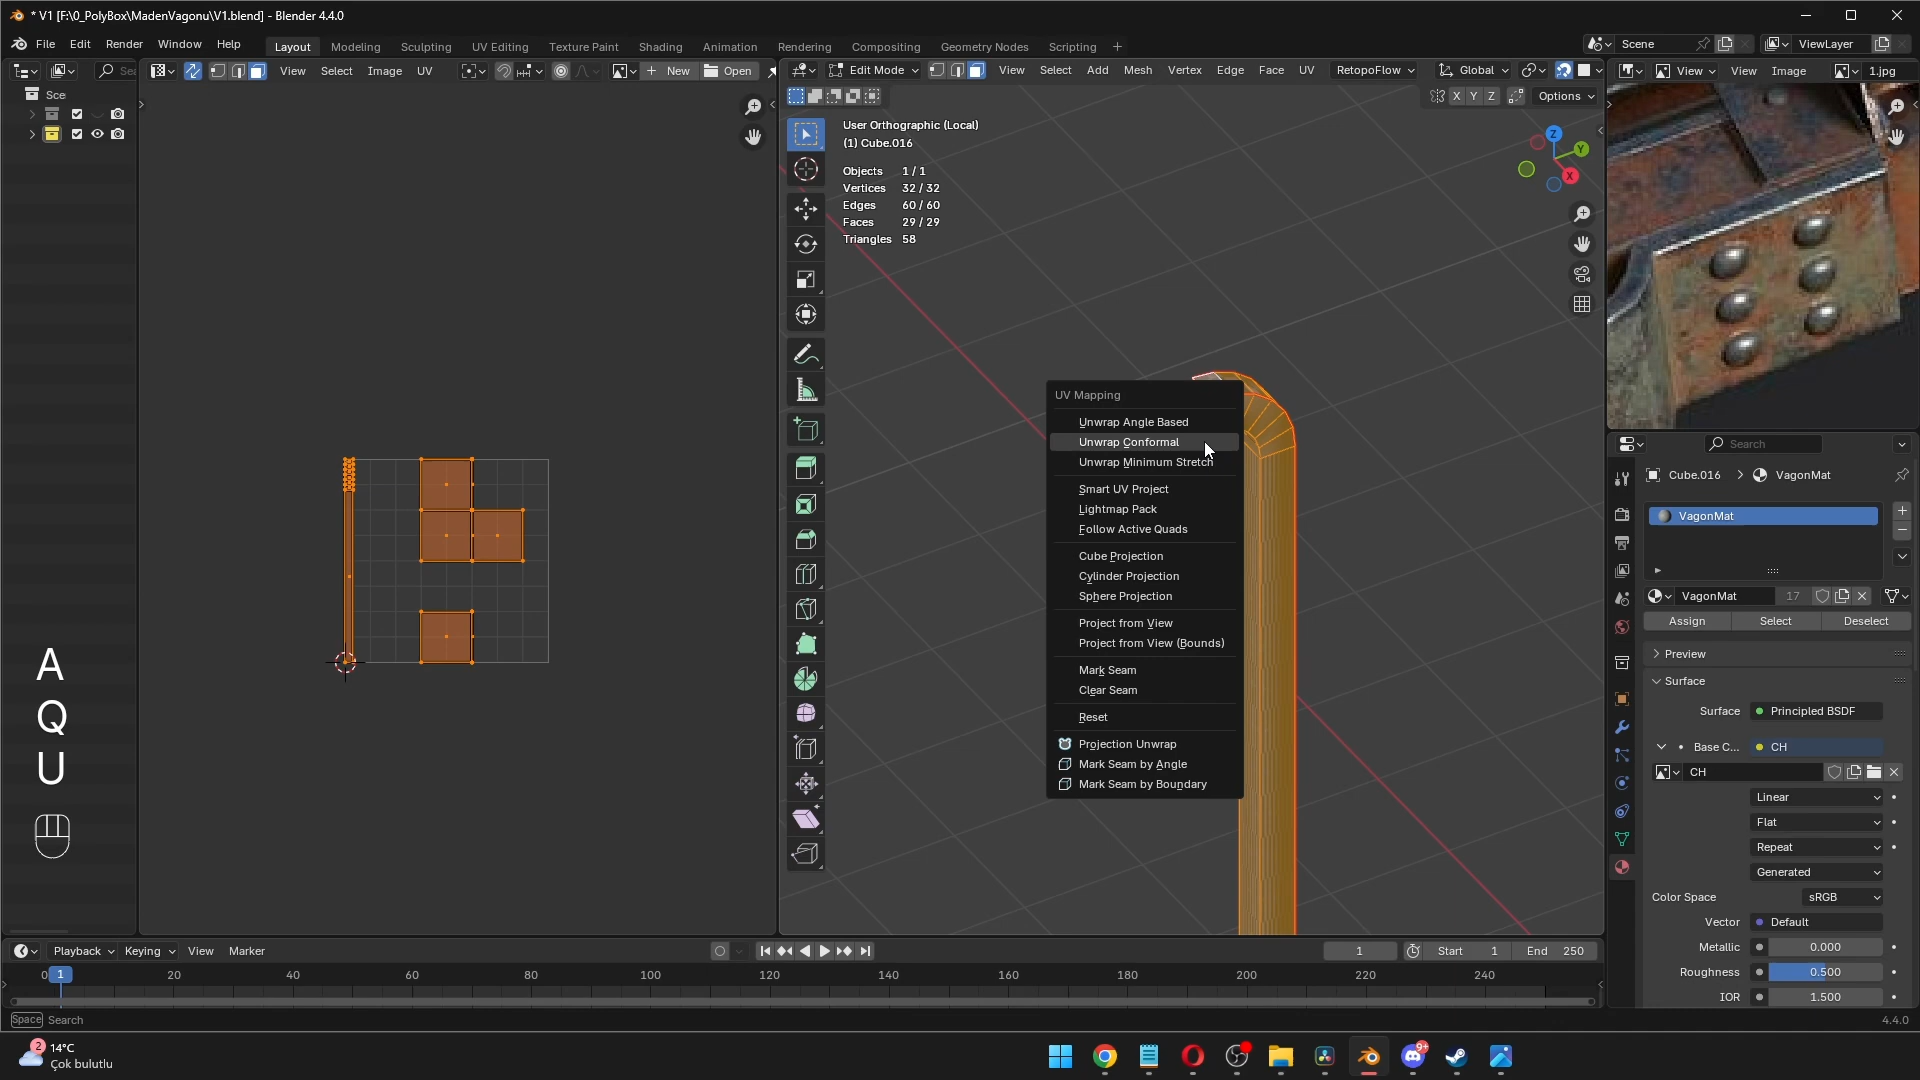 * V1 [F:\0_PolyBox\MadenVagonu\V1.blend] - Blender 4.4.0
File Edit Render Window Help Layout Modeling Sculpting UV Editing Texture Paint Shading Animation Rendering Compositing Geometry Nodes Scripting + Scene ViewLayer
View Select Image UV New Open Edit Mode View Select Add Mesh Vertex Edge Face UV RetopoFlow Global View View Image 1.jpg
Sce
X Y Z Options
User Orthographic (Local)
(1) Cube.016
Objects 1 / 1
Vertices 32 / 32
Edges 60 / 60
Faces 29 / 29
Triangles 58
Z
Y
X
UV Mapping
Unwrap Angle Based
Unwrap Conformal
Unwrap Minimum Stretch
Smart UV Project
Lightmap Pack
Follow Active Quads
Cube Projection
Cylinder Projection
Sphere Projection
Project from View
Project from View (Bounds)
Mark Seam
Clear Seam
Reset
Projection Unwrap
Mark Seam by Angle
Mark Seam by Boundary
A
Q
U
Search
Cube.016 > VagonMat
VagonMat
VagonMat 17
Assign Select Deselect
Preview
Surface
Surface Principled BSDF
Base C... CH
CH
Linear
Flat
Repeat
Generated
Color Space sRGB
Vector Default
Metallic 0.000
Roughness 0.500
IOR 1.500
Playback Keying View Marker 1 Start 1 End 250
0 1 20 40 60 80 100 120 140 160 180 200 220 240
Space Search 4.4.0
2 14°C
Çok bulutlu
9+